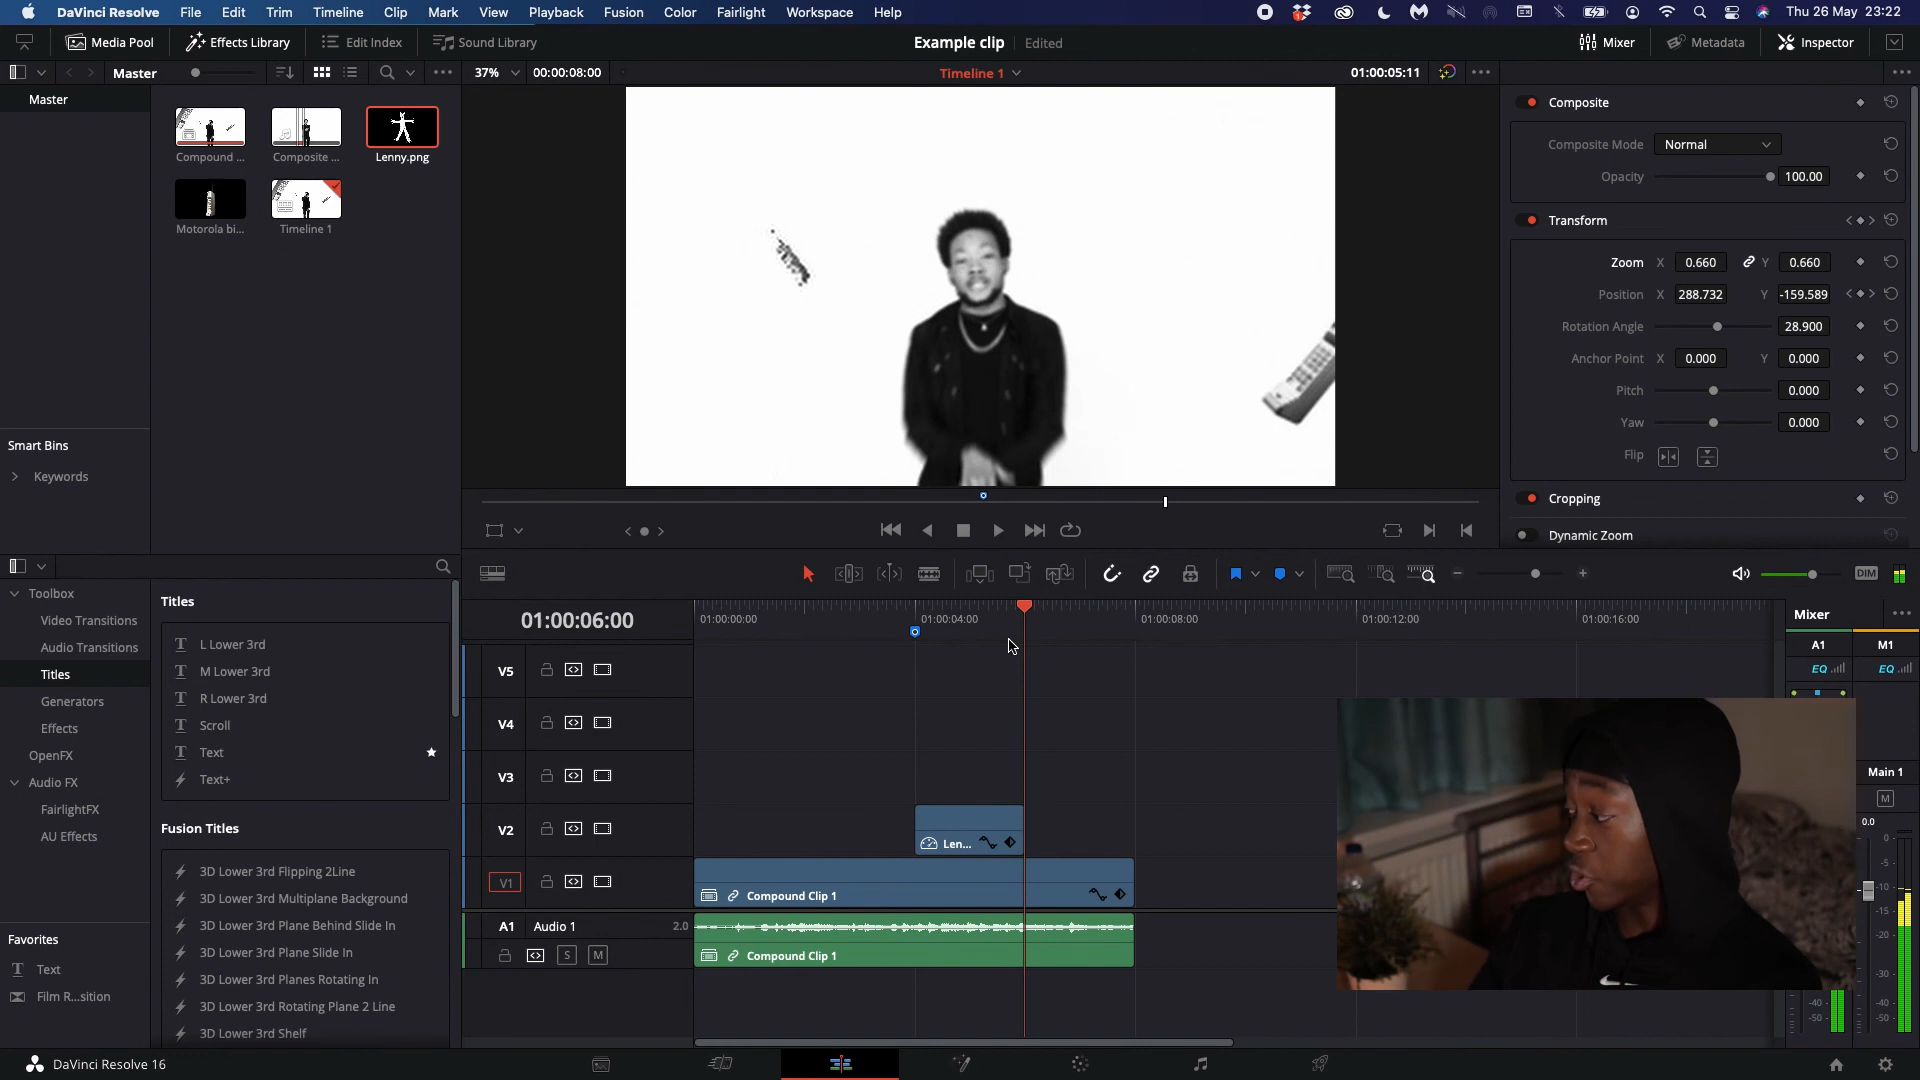 DaVinci Resolve File Edit Trim Timeline Clip Mark View Playback Fusion Color Fairlight Workspace Help Thu 26 May 23:22
Media Pool Effects Library Edit Index Sound Library Example clip Edited Mixer Metadata Inspector
Master 37% 00:00:08:00 Timeline 1 01:00:05:11
Master
Compound ... Composite ... Lenny.png
Motorola bi... Timeline 1
Composite
Composite Mode Normal
Opacity 100.00
Transform
Zoom X 0.660 Y 0.660
Position X 288.732 Y -159.589
Rotation Angle 28.900
Anchor Point X 0.000 Y 0.000
Pitch 0.000
Yaw 0.000
Flip
Cropping
Dynamic Zoom
Smart Bins
Keywords
Toolbox
Video Transitions
Audio Transitions
Titles
Generators
Effects
OpenFX
Audio FX
FairlightFX
AU Effects
Favorites
Text
Film R...sition
Titles
L Lower 3rd
M Lower 3rd
R Lower 3rd
Scroll
Text
Text+
Fusion Titles
3D Lower 3rd Flipping 2Line
3D Lower 3rd Multiplane Background
3D Lower 3rd Plane Behind Slide In
3D Lower 3rd Plane Slide In
3D Lower 3rd Planes Rotating In
3D Lower 3rd Rotating Plane 2 Line
3D Lower 3rd Shelf
DIM
01:00:06:00 01:00:00:00 01:00:04:00 01:00:08:00 01:00:12:00 01:00:16:00
V5
V4
V3
V2 Len...
V1 Compound Clip 1
A1 Audio 1 2.0
S M Compound Clip 1
Mixer
A1 M1
EQ EQ
Main 1
M
0.0
0-
-5-
-10-
-15-
-20-
-30-
-40- -40-
-50- -50-
DaVinci Resolve 16